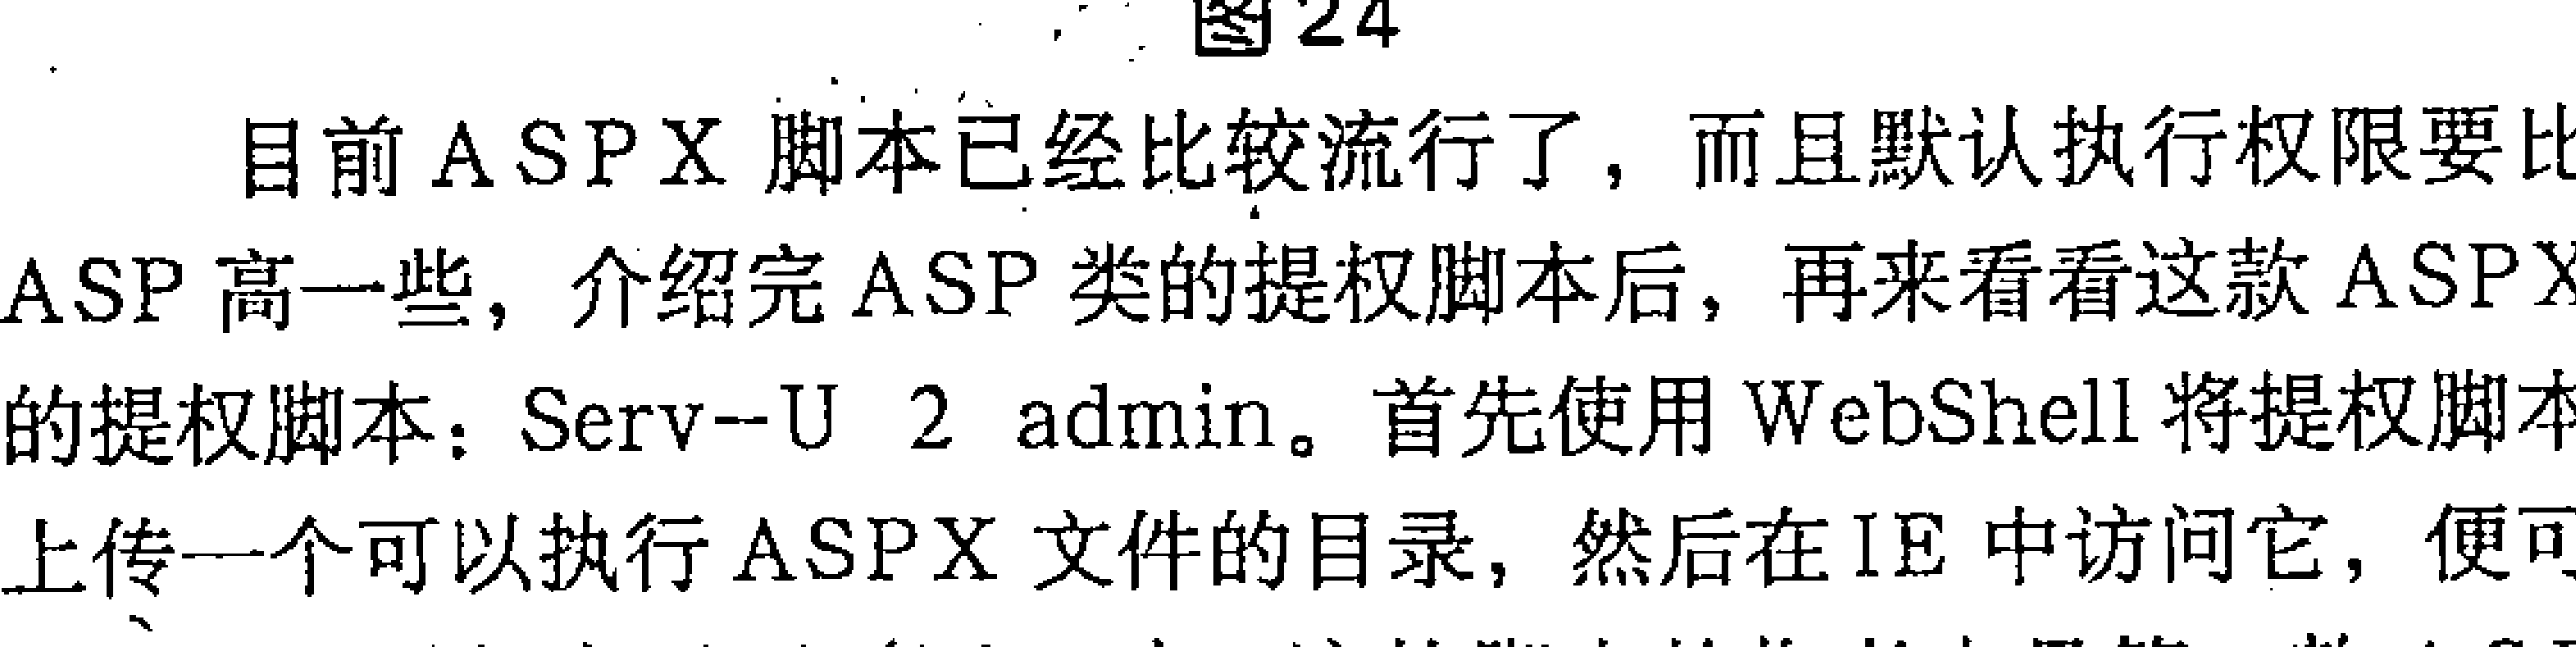 图24
目前ASPX脚本已经比较流行了，而且默认执行权限要比
ASP高一些，介绍完ASP类的提权脚本后，再来看看这款ASPX
的提权脚本：Serv-U 2 admin。首先使用WebShell将提权脚本
上传一个可以执行ASPX文件的目录，然后在IE中访问它，便可